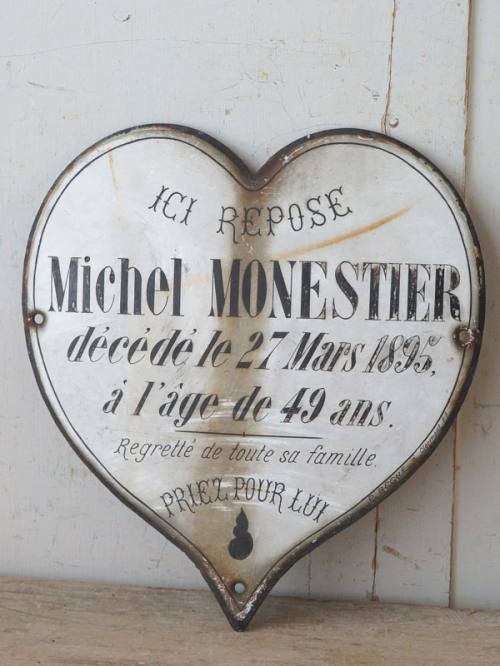 ICI REPOSE
Michel MONESTIER
décédé le 27 Mars 1895,
à l'âge de 49 ans.
Regretté de toute sa famille.
PRIEZ POUR LUI